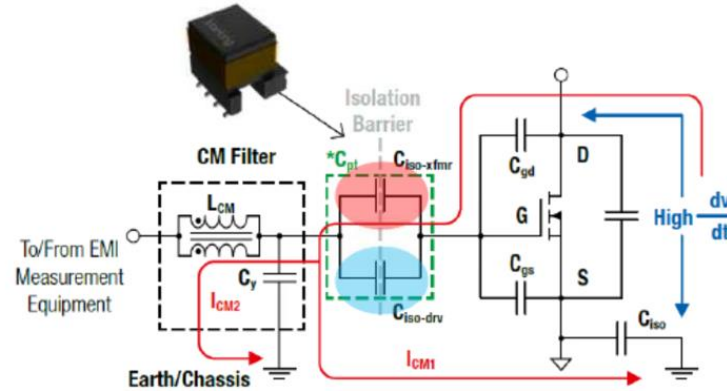 Isolation
Barrier
CM Filter
*Cpt
Ciso-xfmr
LCM
Cgd
D
G
High
dv
dt
To/From EMI
Measurement
Equipment
Cy
ICM2
Cgs
S
Ciso-drv
Ciso
ICM1
Earth/Chassis